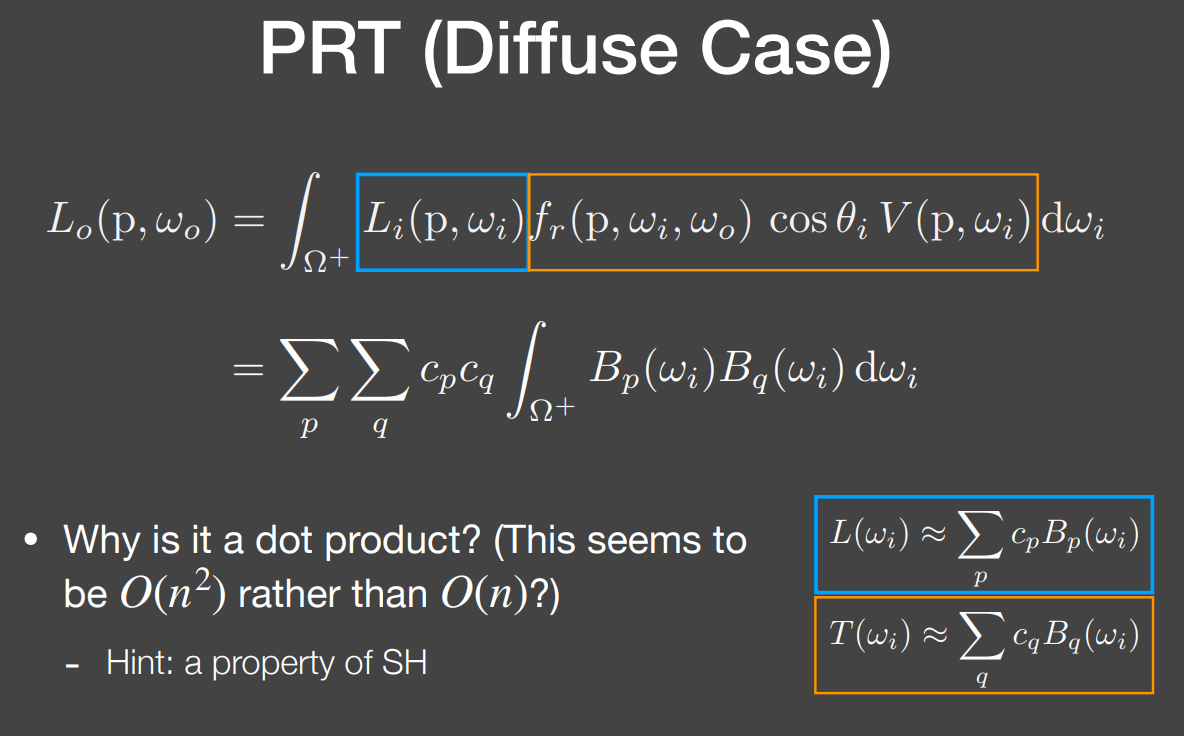 PRT (Diffuse Case)
$L_o(\mathrm{p}, \omega_o) = \int_{\Omega^+} L_i(\mathrm{p}, \omega_i) f_r(\mathrm{p}, \omega_i, \omega_o) \cos\theta_i V(\mathrm{p}, \omega_i) \mathrm{d}\omega_i$
$= \sum_p \sum_q c_p c_q \int_{\Omega^+} B_p(\omega_i) B_q(\omega_i) \mathrm{d}\omega_i$
• Why is it a dot product? (This seems to
be $O(n^2)$ rather than $O(n)$?)
- Hint: a property of SH
$L(\omega_i) \approx \sum_p c_p B_p(\omega_i)$
$T(\omega_i) \approx \sum_q c_q B_q(\omega_i)$